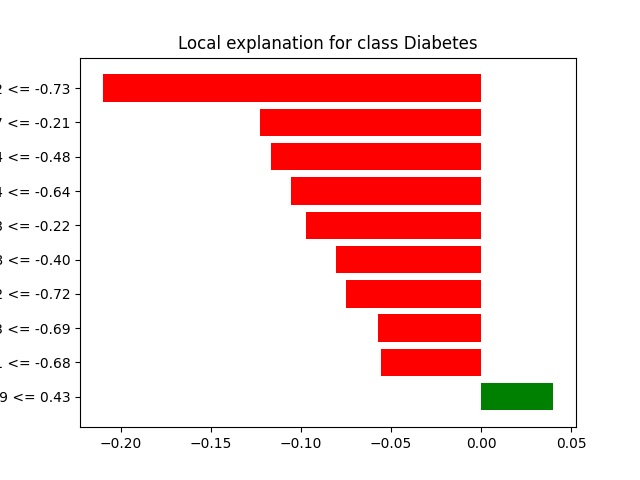 Local explanation for class Diabetes
2 <= -0.73
7 <= -0.21
4 <= -0.48
4 <= -0.64
3 <= -0.22
3 <= -0.40
2 <= -0.72
3 <= -0.69
1 <= -0.68
9 <= 0.43
−0.20 −0.15 −0.10 −0.05 0.00 0.05